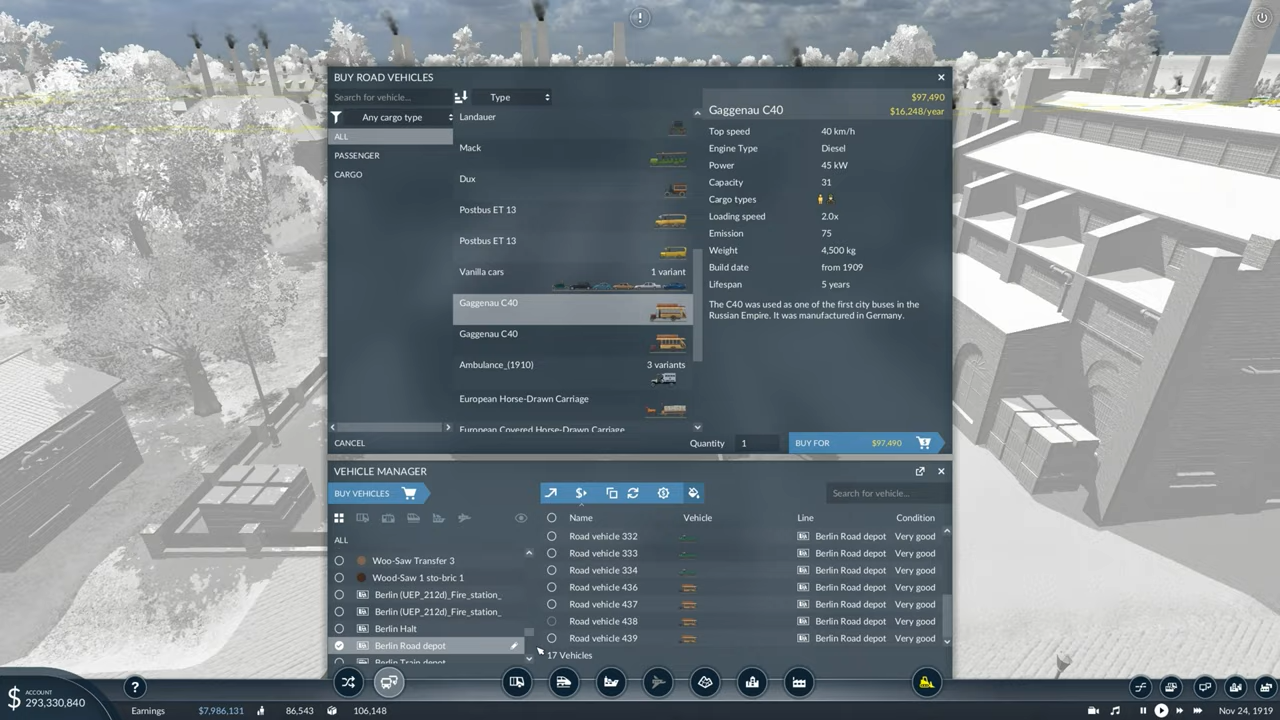 BUY ROAD VEHICLES
Search for vehicle...
Type
Any cargo type
ALL
PASSENGER
CARGO
Landauer
Mack
Dux
Postbus ET 13
Postbus ET 13
Vanilla cars 1 variant
Gaggenau C40
Gaggenau C40
Ambulance_(1910) 3 variants
European Horse-Drawn Carriage
European Covered Horse-Drawn Carriage
$97,490
Gaggenau C40 $16,248/year
Top speed 40 km/h
Engine Type Diesel
Power 45 kW
Capacity 31
Cargo types
Loading speed 2.0x
Emission 75
Weight 4,500 kg
Build date from 1909
Lifespan 5 years
The C40 was used as one of the first city buses in the
Russian Empire. It was manufactured in Germany.
CANCEL Quantity 1 BUY FOR $97,490
VEHICLE MANAGER
BUY VEHICLES
Search for vehicle...
ALL
Woo-Saw Transfer 3
Wood-Saw 1 sto-bric 1
Berlin (UEP_212d)_Fire_station_
Berlin (UEP_212d)_Fire_station_
Berlin Halt
Berlin Road depot
Berlin Train depot
Name Vehicle Line Condition
Road vehicle 332 Berlin Road depot Very good
Road vehicle 333 Berlin Road depot Very good
Road vehicle 334 Berlin Road depot Very good
Road vehicle 436 Berlin Road depot Very good
Road vehicle 437 Berlin Road depot Very good
Road vehicle 438 Berlin Road depot Very good
Road vehicle 439 Berlin Road depot Very good
17 Vehicles
ACCOUNT
$ 293,330,840
?
Earnings $7,986,131 86,543 106,148
Nov 24, 1919